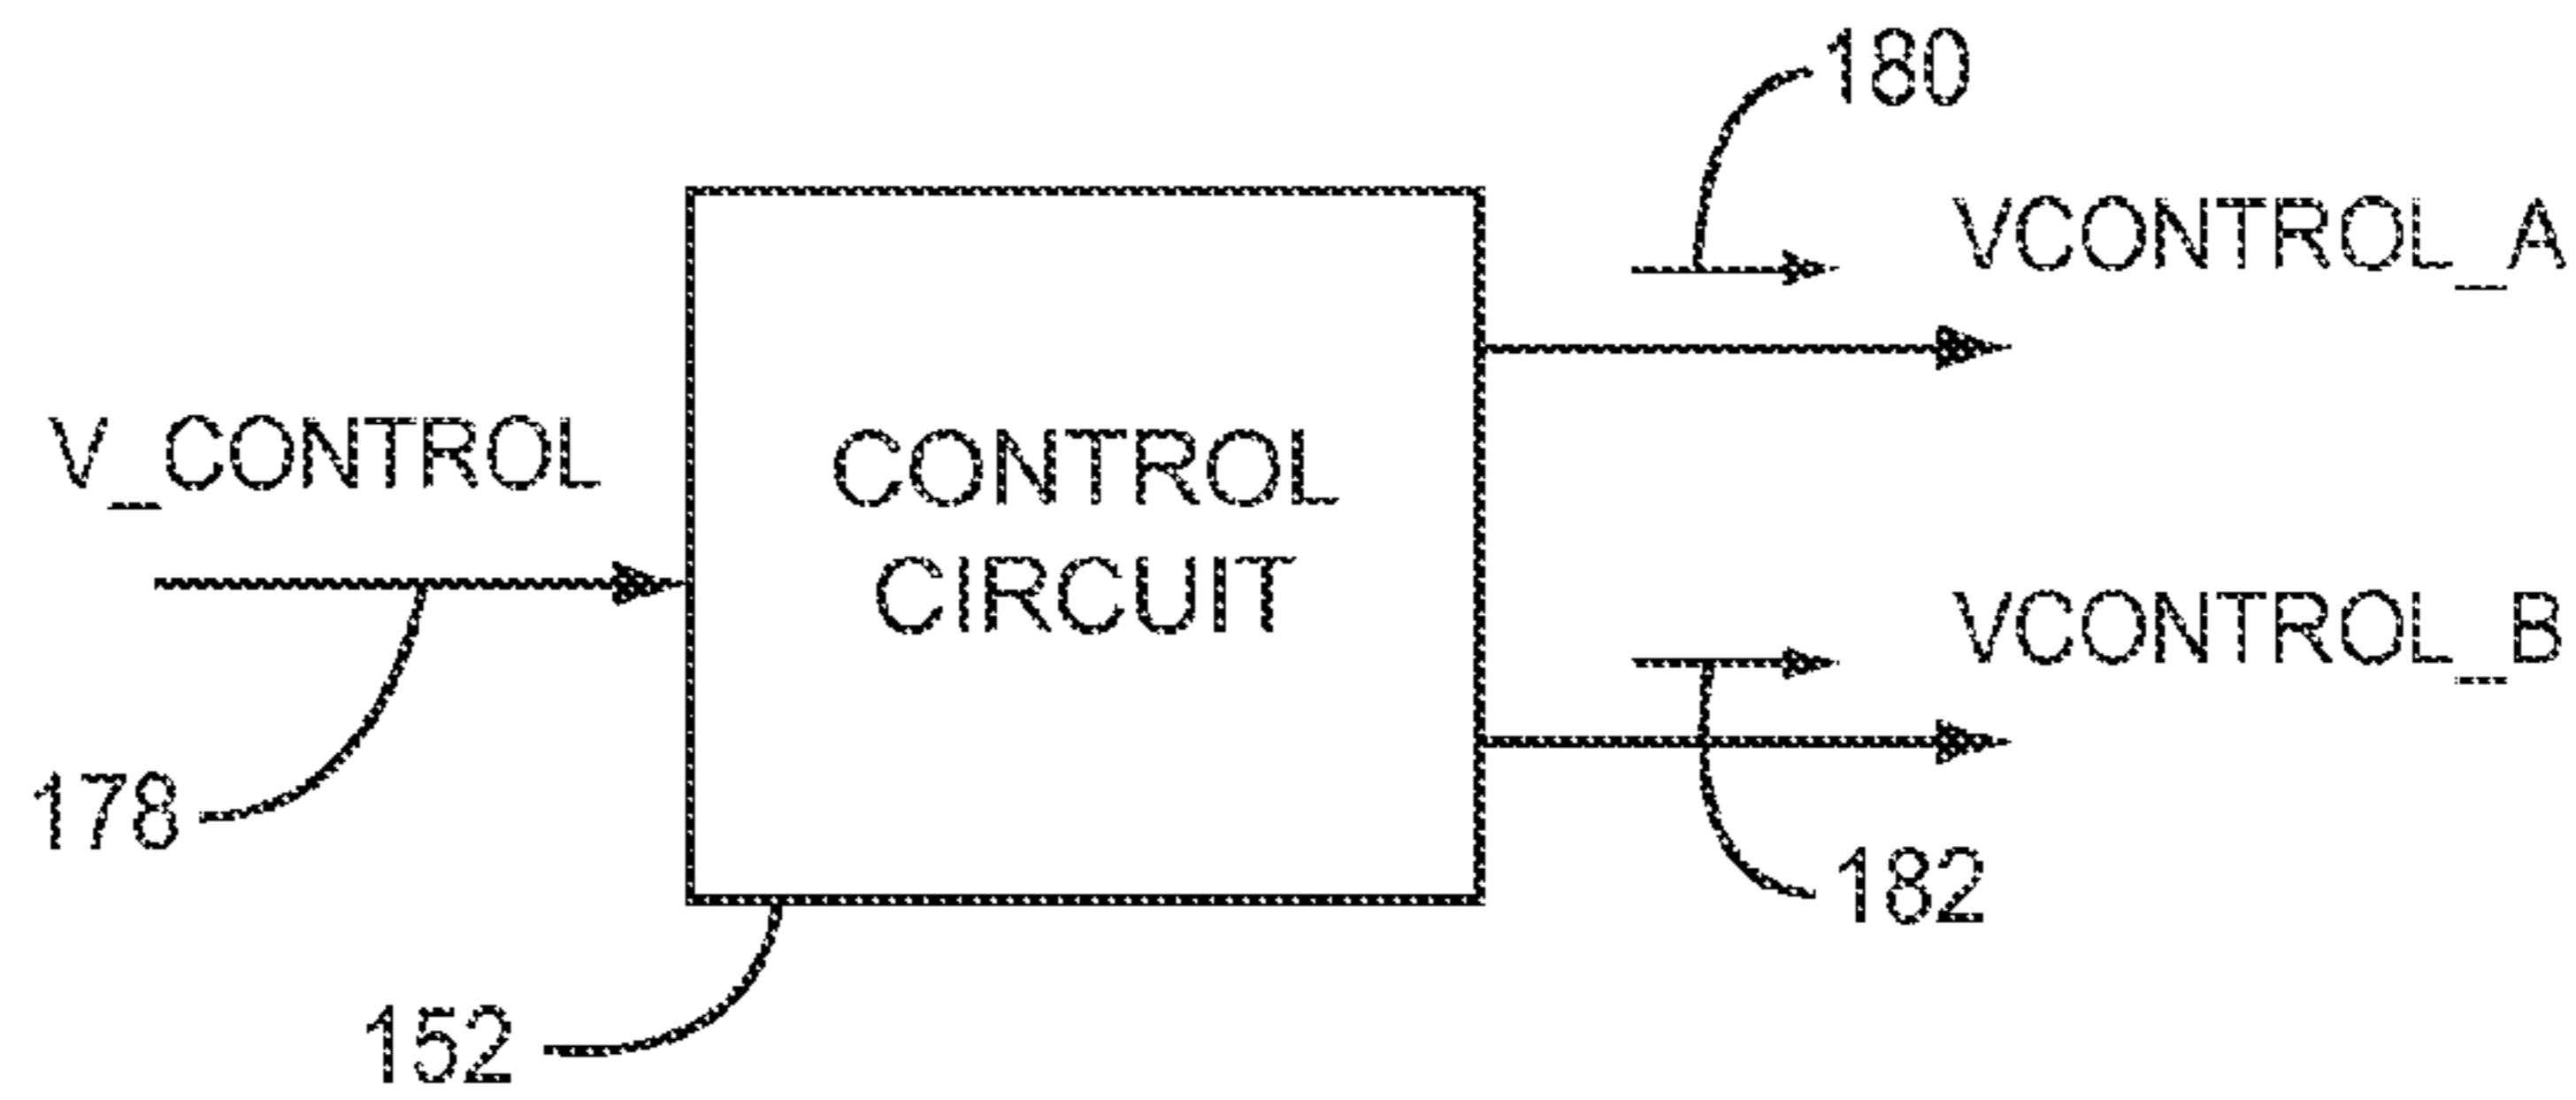 180
VCONTROL_A
V_CONTROL
CONTROL
CIRCUIT
VCONTROL_B
178
182
152